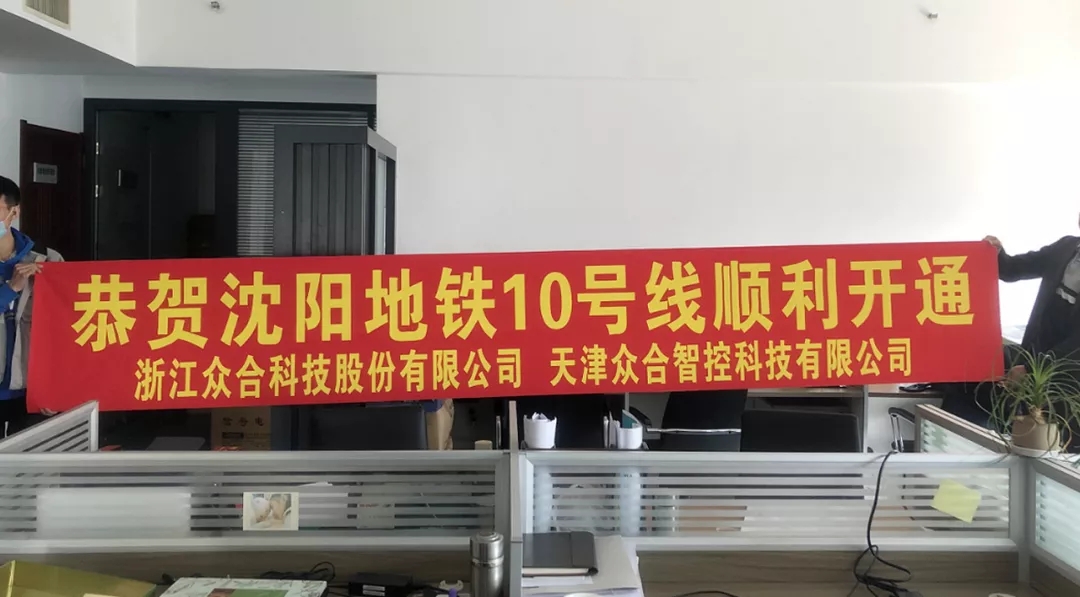 恭贺沈阳地铁10号线顺利开通
浙江众合科技股份有限公司 天津众合智控科技有限公司